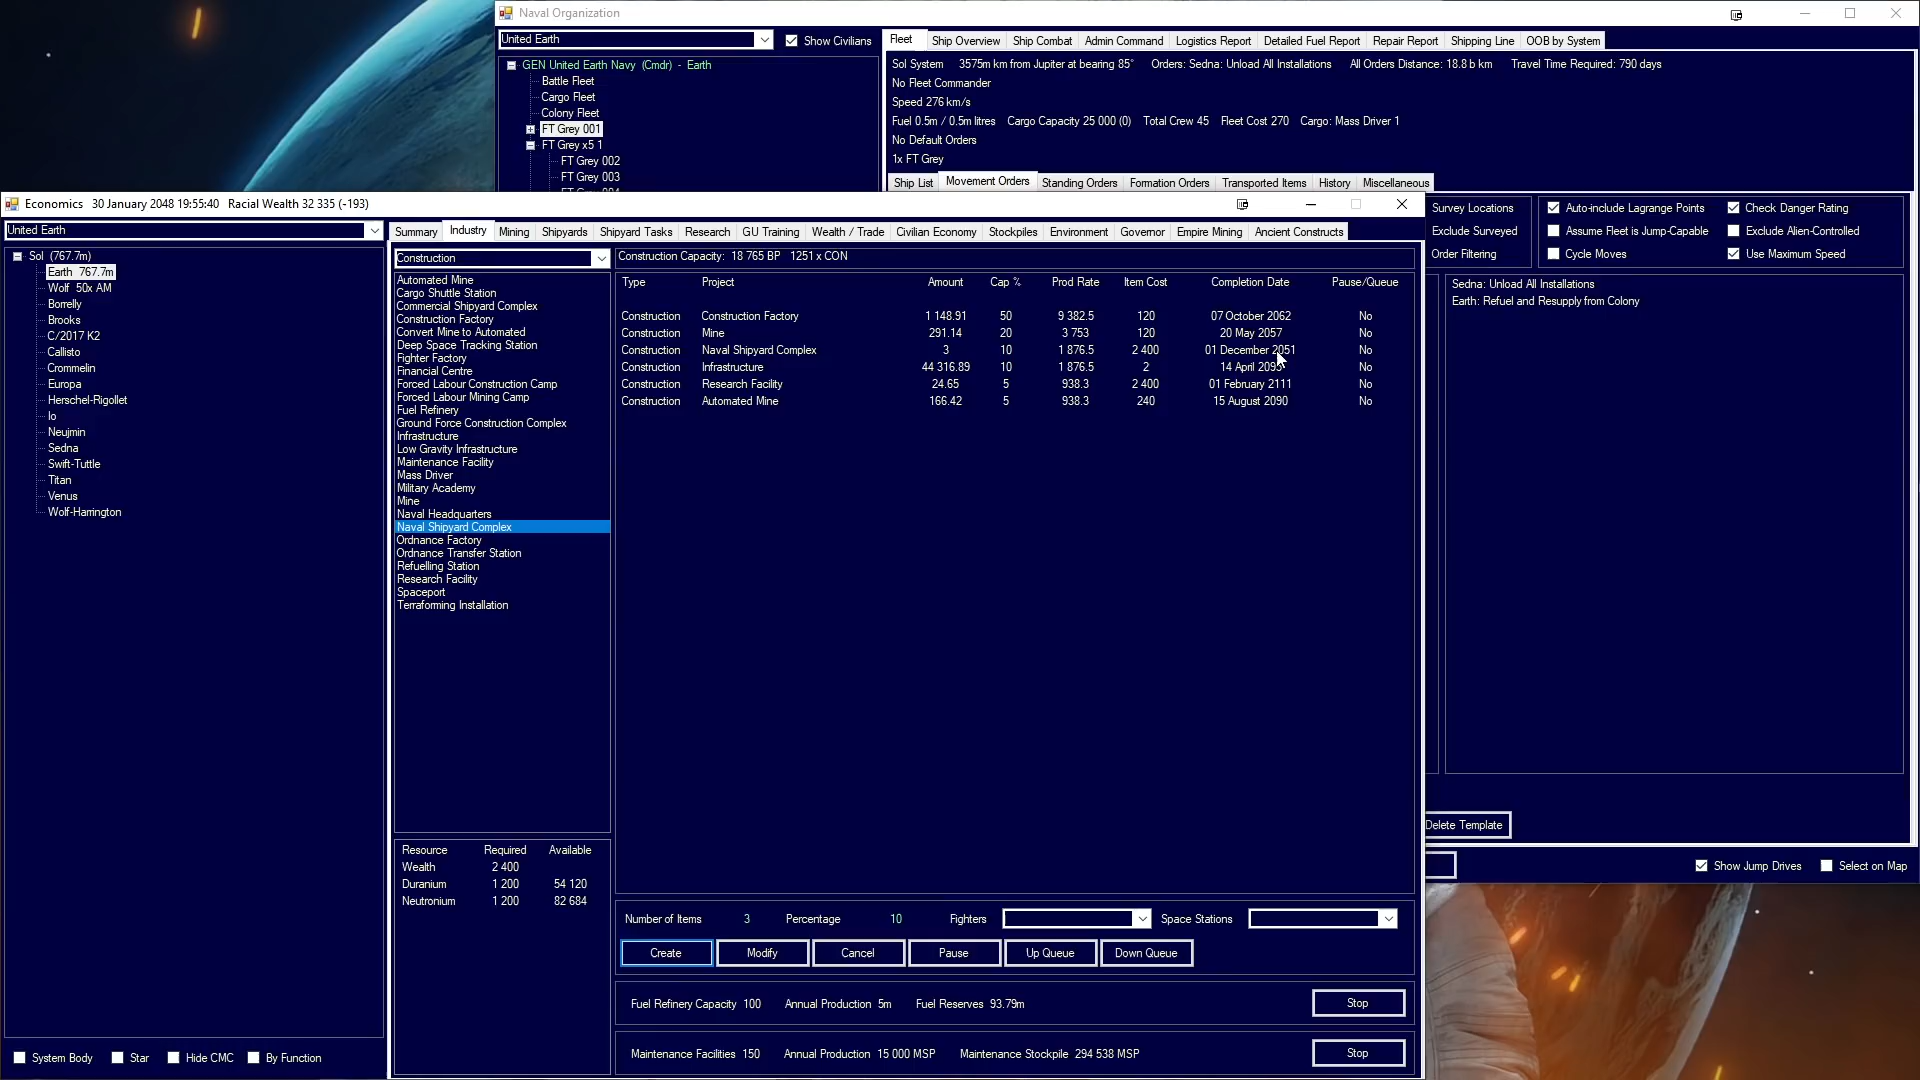 Naval Organization
United Earth
Show Civilians
Fleet Ship Overview Ship Combat Admin Command Logistics Report Detailed Fuel Report Repair Report Shipping Line OOB by System
GEN United Earth Navy (Cmdr) - Earth
Battle Fleet
Cargo Fleet
Colony Fleet
FT Grey 001
FT Grey x5 1
FT Grey 002
FT Grey 003
Sol System 3575m km from Jupiter at bearing 85° Orders: Sedna: Unload All Installations All Orders Distance: 18.8 b km Travel Time Required: 790 days
No Fleet Commander
Speed 276 km/s
Fuel 0.5m / 0.5m litres Cargo Capacity 25 000 (0) Total Crew 45 Fleet Cost 270 Cargo: Mass Driver 1
No Default Orders
1x FT Grey
Ship List Movement Orders Standing Orders Formation Orders Transported Items History Miscellaneous
Economics 30 January 2048 19:55:40 Racial Wealth 32 335 (-193)
Survey Locations Auto-include Lagrange Points Check Danger Rating
Exclude Surveyed Assume Fleet is Jump-Capable Exclude Alien-Controlled
Order Filtering Cycle Moves Use Maximum Speed
Sedna: Unload All Installations
Earth: Refuel and Resupply from Colony
Delete Template
Show Jump Drives Select on Map
United Earth
Summary Industry Mining Shipyards Shipyard Tasks Research GU Training Wealth / Trade Civilian Economy Stockpiles Environment Governor Empire Mining Ancient Constructs
Sol (767.7m)
Earth 767.7m
Wolf 50x AM
Borrelly
Brooks
C/2017 K2
Callisto
Crommelin
Europa
Herschel-Rigollet
Io
Neujmin
Sedna
Swift-Tuttle
Titan
Venus
Wolf-Harrington
System Body Star Hide CMC By Function
Construction
Automated Mine
Cargo Shuttle Station
Commercial Shipyard Complex
Construction Factory
Convert Mine to Automated
Deep Space Tracking Station
Fighter Factory
Financial Centre
Forced Labour Construction Camp
Forced Labour Mining Camp
Fuel Refinery
Ground Force Construction Complex
Infrastructure
Low Gravity Infrastructure
Maintenance Facility
Mass Driver
Military Academy
Mine
Naval Headquarters
Naval Shipyard Complex
Ordnance Factory
Ordnance Transfer Station
Refuelling Station
Research Facility
Spaceport
Terraforming Installation
Resource Required Available
Wealth 2 400
Duranium 1 200 54 120
Neutronium 1 200 82 684
Construction Capacity: 18 765 BP 1251 x CON
Type Project Amount Cap % Prod Rate Item Cost Completion Date Pause/Queue
Construction Construction Factory 1 148.91 50 9 382.5 120 07 October 2062 No
Construction Mine 291.14 20 3 753 120 20 May 2057 No
Construction Naval Shipyard Complex 3 10 1 876.5 2 400 01 December 2051 No
Construction Infrastructure 44 316.89 10 1 876.5 2 14 April 2095 No
Construction Research Facility 24.65 5 938.3 2 400 01 February 2111 No
Construction Automated Mine 166.42 5 938.3 240 15 August 2090 No
Number of Items 3 Percentage 10 Fighters Space Stations
Create Modify Cancel Pause Up Queue Down Queue
Fuel Refinery Capacity 100 Annual Production 5m Fuel Reserves 93.79m Stop
Maintenance Facilities 150 Annual Production 15 000 MSP Maintenance Stockpile 294 538 MSP Stop